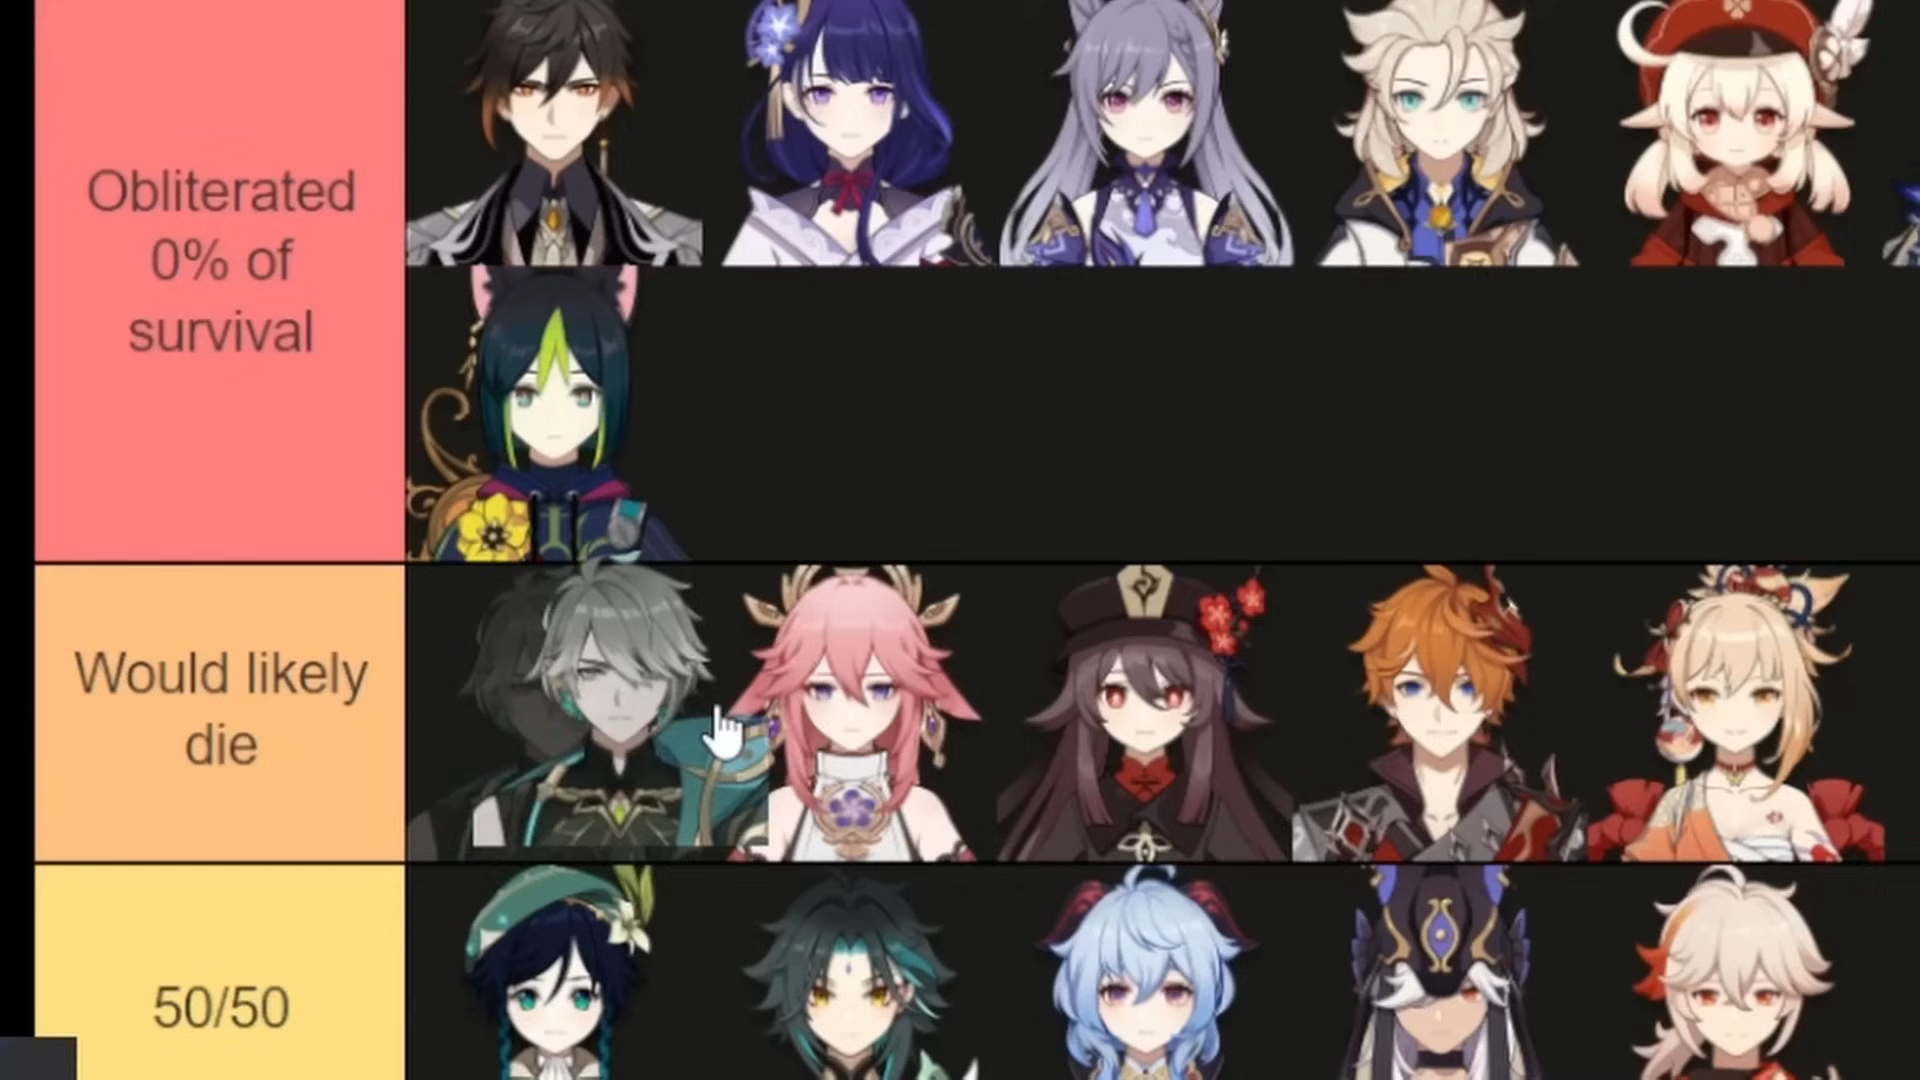 Obliterated
0% of
survival
Would likely
die
50/50